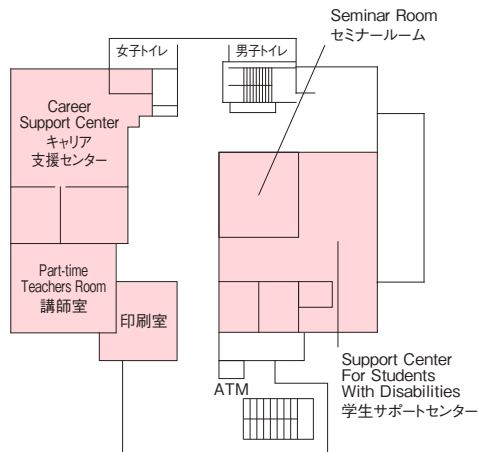 Seminar Room
セミナールーム
女子トイレ
男子トイレ
Career
Support Center
キャリア
支援センター
Part-time
Teachers Room
講師室
印刷室
Support Center
For Students
With Disabilities
学生サポートセンター
ATM